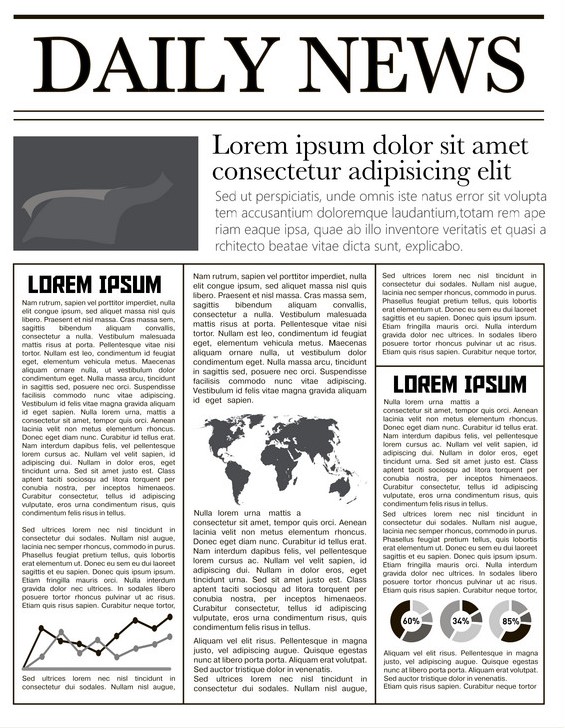 DAILY NEWS
Lorem ipsum dolor sit amet
consectetur adipisicing elit
Sed ut perspiciatis, unde omnis iste natus error sit volupta
tem accusantium doloremque laudantium,totam rem ape
riam eaque ipsa, quae ab illo inventore veritatis et quasi a
rchitecto beatae vitae dicta sunt, explicabo.
LOREM IPSUM
Nam rutrum, sapien vel porttitor imperdiet, nulla
elit congue ipsum, sed aliquet massa nisl quis
libero. Praesent et nisl massa. Cras massa sem,
sagittis bibendum aliquam convallis,
consectetur a nulla. Vestibulum malesuada
mattis risus at porta. Pellentesque vitae nisi
tortor. Nullam est leo, condimentum id feugiat
eget, elementum vehicula metus. Maecenas
aliquam ornare nulla, ut vestibulum dolor
condimentum eget. Nullam massa arcu, tincidunt
in sagittis sed, posuere nec orci. Suspendisse
facilisis commodo nunc vitae adipiscing.
Vestibulum id felis vitae magna gravida aliquam
id eget sapien. Nulla lorem urna, mattis a
consectetur sit amet, tempor quis orci. Aenean
lacinia velit non metus elementum rhoncus.
Donec eget diam nunc. Curabitur id tellus erat.
Nam interdum dapibus felis, vel pellentesque
lorem cursus ac. Nullam vel velit sapien, id
adipiscing dui. Nullam in dolor eros, eget
tincidunt urna. Sed sit amet justo est. Class
aptent taciti sociosqu ad litora torquent per
conubia nostra, per inceptos himenaeos.
Curabitur consectetur, tellus id adipiscing
vulputate, eros urna condimentum risus, quis
condimentum felis risus in tellus.
Sed ultrices lorem nec nisl tincidunt in
consectetur dui sodales. Nullam nisl augue,
lacinia nec semper rhoncus, commodo in purus.
Phasellus feugiat pretium tellus, quis lobortis
erat elementum ut. Donec eu sem eu dui laoreet
sagittis et eu sapien. Donec quis ipsum ipsum.
Etiam fringilla mauris orci. Nulla interdum
gravida dolor nec ultrices. In sodales libero
posuere tortor rhoncus pulvinar ut ac risus.
Etiam quis risus sapien. Curabitur neque tortor,
Sed ultrices lorem nec nisl tincidunt in
consectetur dui sodales. Nullam nisl augue,
Nam rutrum, sapien vel porttitor imperdiet, nulla
elit congue ipsum, sed aliquet massa nisl quis
libero. Praesent et nisl massa. Cras massa sem,
sagittis bibendum aliquam convallis,
consectetur a nulla. Vestibulum malesuada
mattis risus at porta. Pellentesque vitae nisi
tortor. Nullam est leo, condimentum id feugiat
eget, elementum vehicula metus. Maecenas
aliquam ornare nulla, ut vestibulum dolor
condimentum eget. Nullam massa arcu, tincidunt
in sagittis sed, posuere nec orci. Suspendisse
facilisis commodo nunc vitae adipiscing.
Vestibulum id felis vitae magna gravida aliquam
id eget sapien.
Nulla lorem urna mattis a
consectetur sit amet, tempor quis orci. Aenean
lacinia velit non metus elementum rhoncus.
Donec eget diam nunc. Curabitur id tellus erat.
Nam interdum dapibus felis, vel pellentesque
lorem cursus ac. Nullam vel velit sapien, id
adipiscing dui. Nullam in dolor eros, eget
tincidunt urna. Sed sit amet justo est. Class
aptent taciti sociosqu ad litora torquent per
conubia nostra, per inceptos himenaeos.
Curabitur consectetur, tellus id adipiscing
vulputate, eros urna condimentum risus, quis
condimentum felis risus in tellus.
Aliquam vel elit risus. Pellentesque in magna
justo, vel adipiscing augue. Quisque egestas
nunc at libero porta porta. Aliquam erat volutpat.
Sed auctor tristique dolor in venenatis.
Sed ultrices lorem nec nisl tincidunt in
consectetur dui sodales. Nullam nisl augue,
Sed ultrices lorem nec nisl tincidunt in
consectetur dui sodales. Nullam nisl augue,
lacinia nec semper rhoncus, commodo in purus.
Phasellus feugiat pretium tellus, quis lobortis
erat elementum ut. Donec eu sem eu dui laoreet
sagittis et eu sapien. Donec quis ipsum ipsum.
Etiam fringilla mauris orci. Nulla interdum
gravida dolor nec ultrices. In sodales libero
posuere tortor rhoncus pulvinar ut ac risus.
Etiam quis risus sapien. Curabitur neque tortor,
LOREM IPSUM
Nulla lorem urna, mattis a
consectetur sit amet, tempor quis orci. Aenean
lacinia velit non metus elementum rhoncus.
Donec eget diam nunc. Curabitur id tellus erat.
Nam interdum dapibus felis, vel pellentesque
lorem cursus ac. Nullam vel velit sapien, id
adipiscing dui. Nullam in dolor eros, eget
tincidunt urna. Sed sit amet justo est. Class
aptent taciti sociosqu ad litora torquent per
conubia nostra, per inceptos himenaeos.
Curabitur consectetur, tellus id adipiscing
vulputate, eros urna condimentum risus, quis
condimentum felis risus in tellus.
Sed ultrices lorem nec nisl tincidunt in
consectetur dui sodales. Nullam nisl augue,
lacinia nec semper rhoncus, commodo in purus.
Phasellus feugiat pretium tellus, quis lobortis
erat elementum ut. Donec eu sem eu dui laoreet
sagittis et eu sapien. Donec quis ipsum ipsum.
Etiam fringilla mauris orci. Nulla interdum
gravida dolor nec ultrices. In sodales libero
posuere tortor rhoncus pulvinar ut ac risus.
Etiam quis risus sapien. Curabitur neque tortor,
60% 34% 85%
Aliquam vel elit risus. Pellentesque in magna
justo, vel adipiscing augue. Quisque egestas
nunc at libero porta porta. Aliquam erat volutpat.
Sed auctor tristique dolor in venenatis.
Etiam quis risus sapien. Curabitur neque tortor